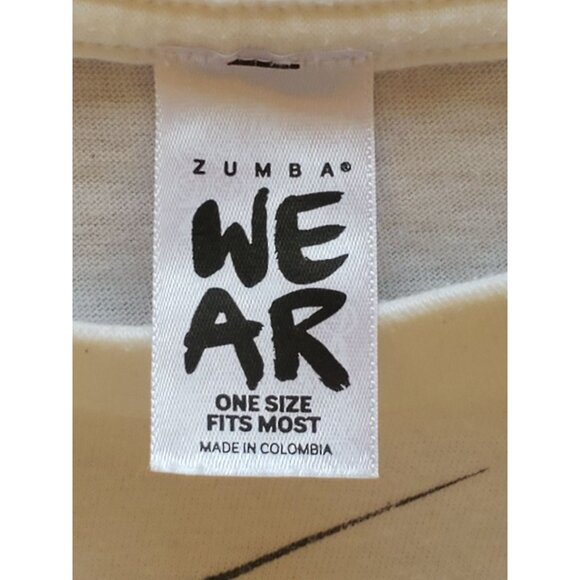 ZUMBA®
WE
AR
ONE SIZE
FITS MOST
MADE IN COLOMBIA